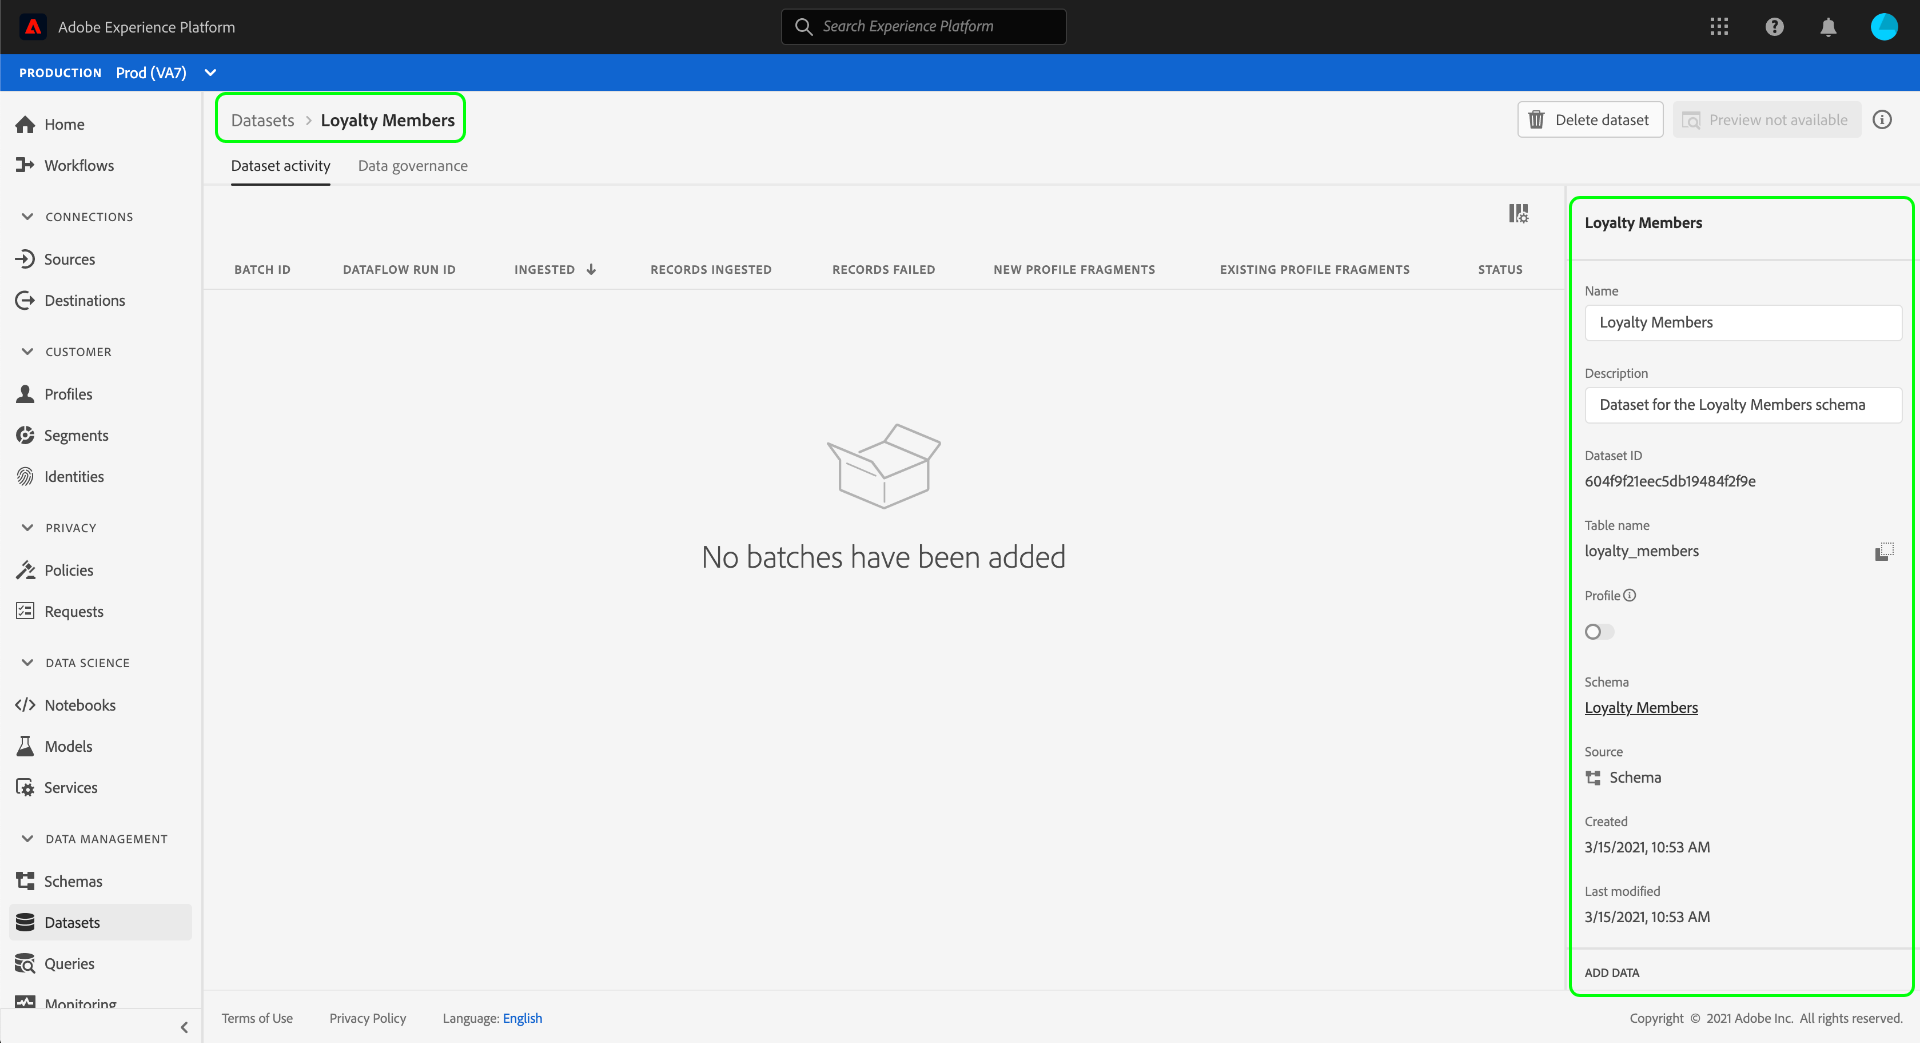 Adobe Experience Platform
Search Experience Platform
PRODUCTION Prod (VA7)
Home
Workflows
CONNECTIONS
Sources
Destinations
CUSTOMER
Profiles
Segments
Identities
PRIVACY
Policies
Requests
DATA SCIENCE
Notebooks
Models
Services
DATA MANAGEMENT
Schemas
Datasets
Queries
Monitoring
Datasets > Loyalty Members
Delete dataset
Preview not available
Dataset activity Data governance
BATCH ID DATAFLOW RUN ID INGESTED RECORDS INGESTED RECORDS FAILED NEW PROFILE FRAGMENTS EXISTING PROFILE FRAGMENTS STATUS
No batches have been added
Loyalty Members
Name
Loyalty Members
Description
Dataset for the Loyalty Members schema
Dataset ID
604f9f21eec5db19484f2f9e
Table name
loyalty_members
Profile
Schema
Loyalty Members
Source
Schema
Created
3/15/2021, 10:53 AM
Last modified
3/15/2021, 10:53 AM
ADD DATA
Terms of Use Privacy Policy Language: English
Copyright © 2021 Adobe Inc. All rights reserved.